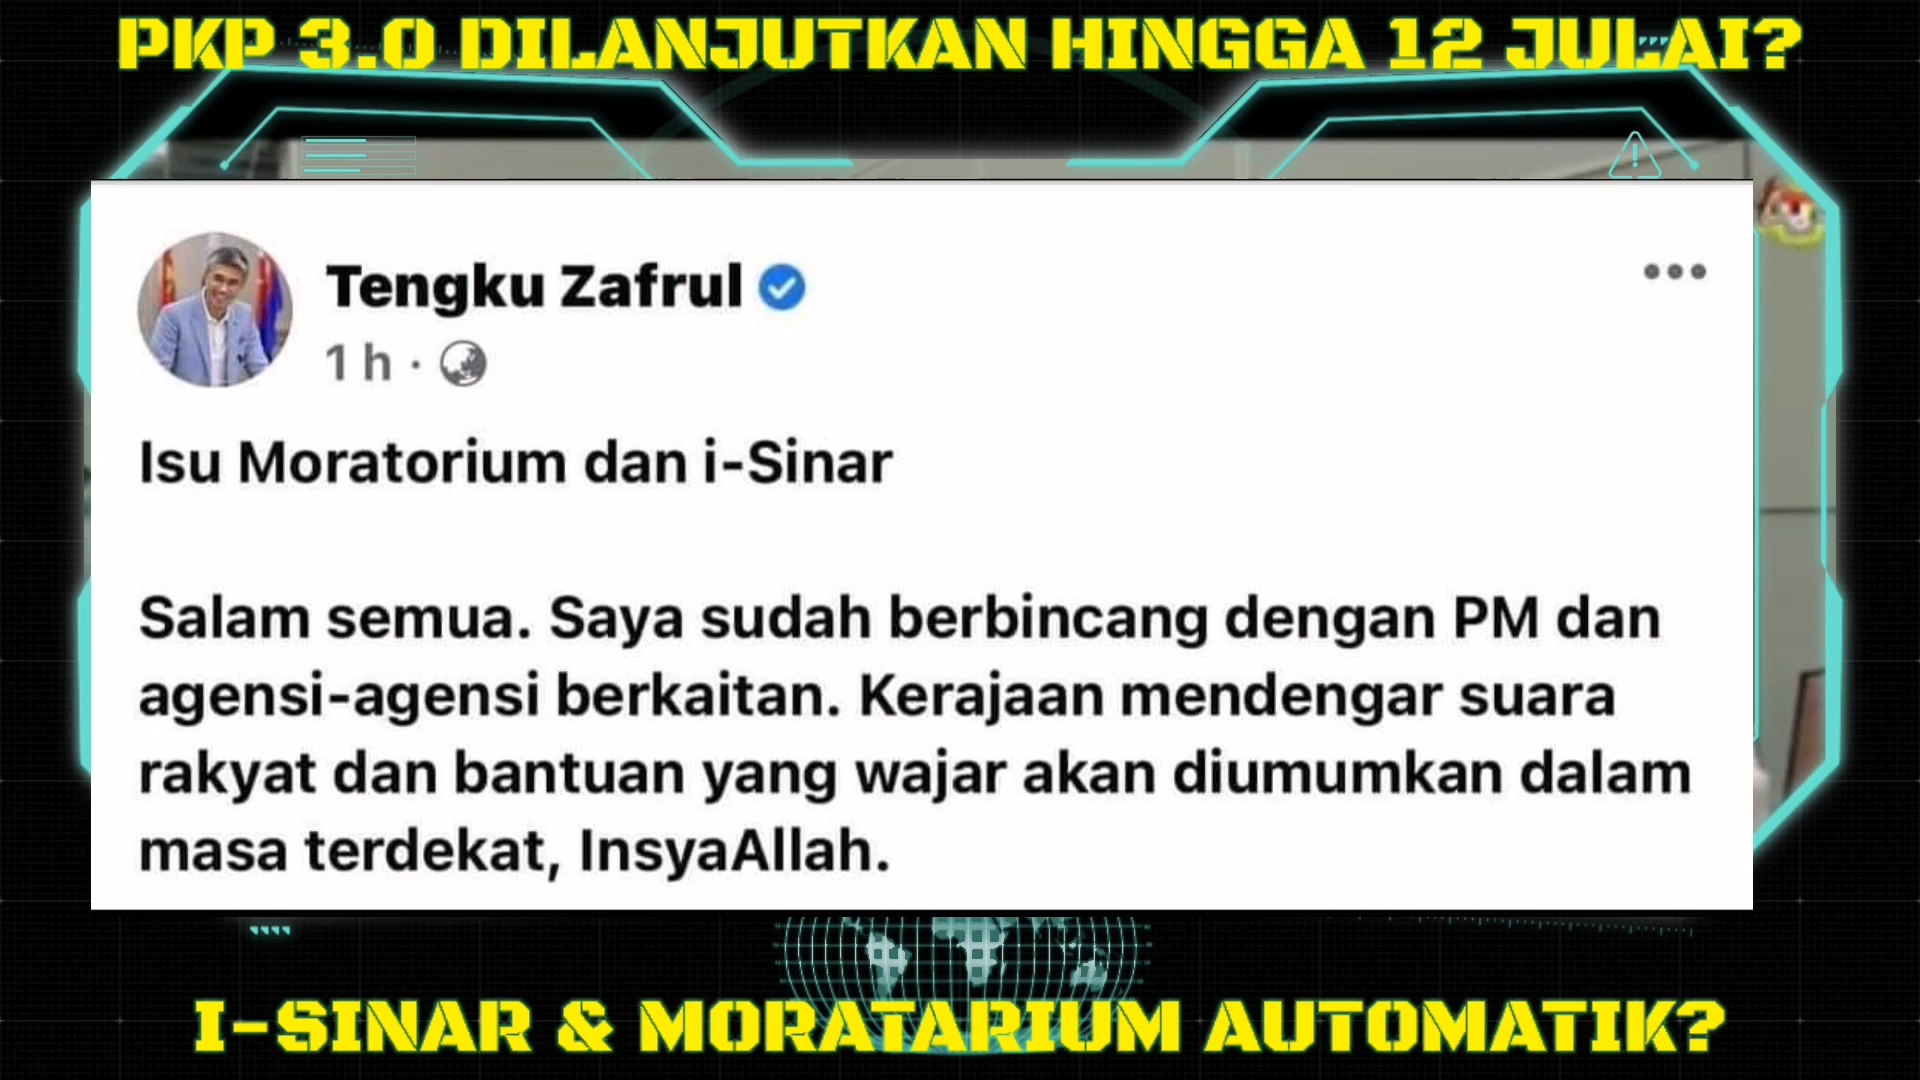 PKP 3.0 DILANJUTKAN HINGGA 12 JULAI?
Tengku Zafrul
1 h ·
Isu Moratorium dan i-Sinar
Salam semua. Saya sudah berbincang dengan PM dan
agensi-agensi berkaitan. Kerajaan mendengar suara
rakyat dan bantuan yang wajar akan diumumkan dalam
masa terdekat, InsyaAllah.
I-SINAR & MORATARIUM AUTOMATIK?